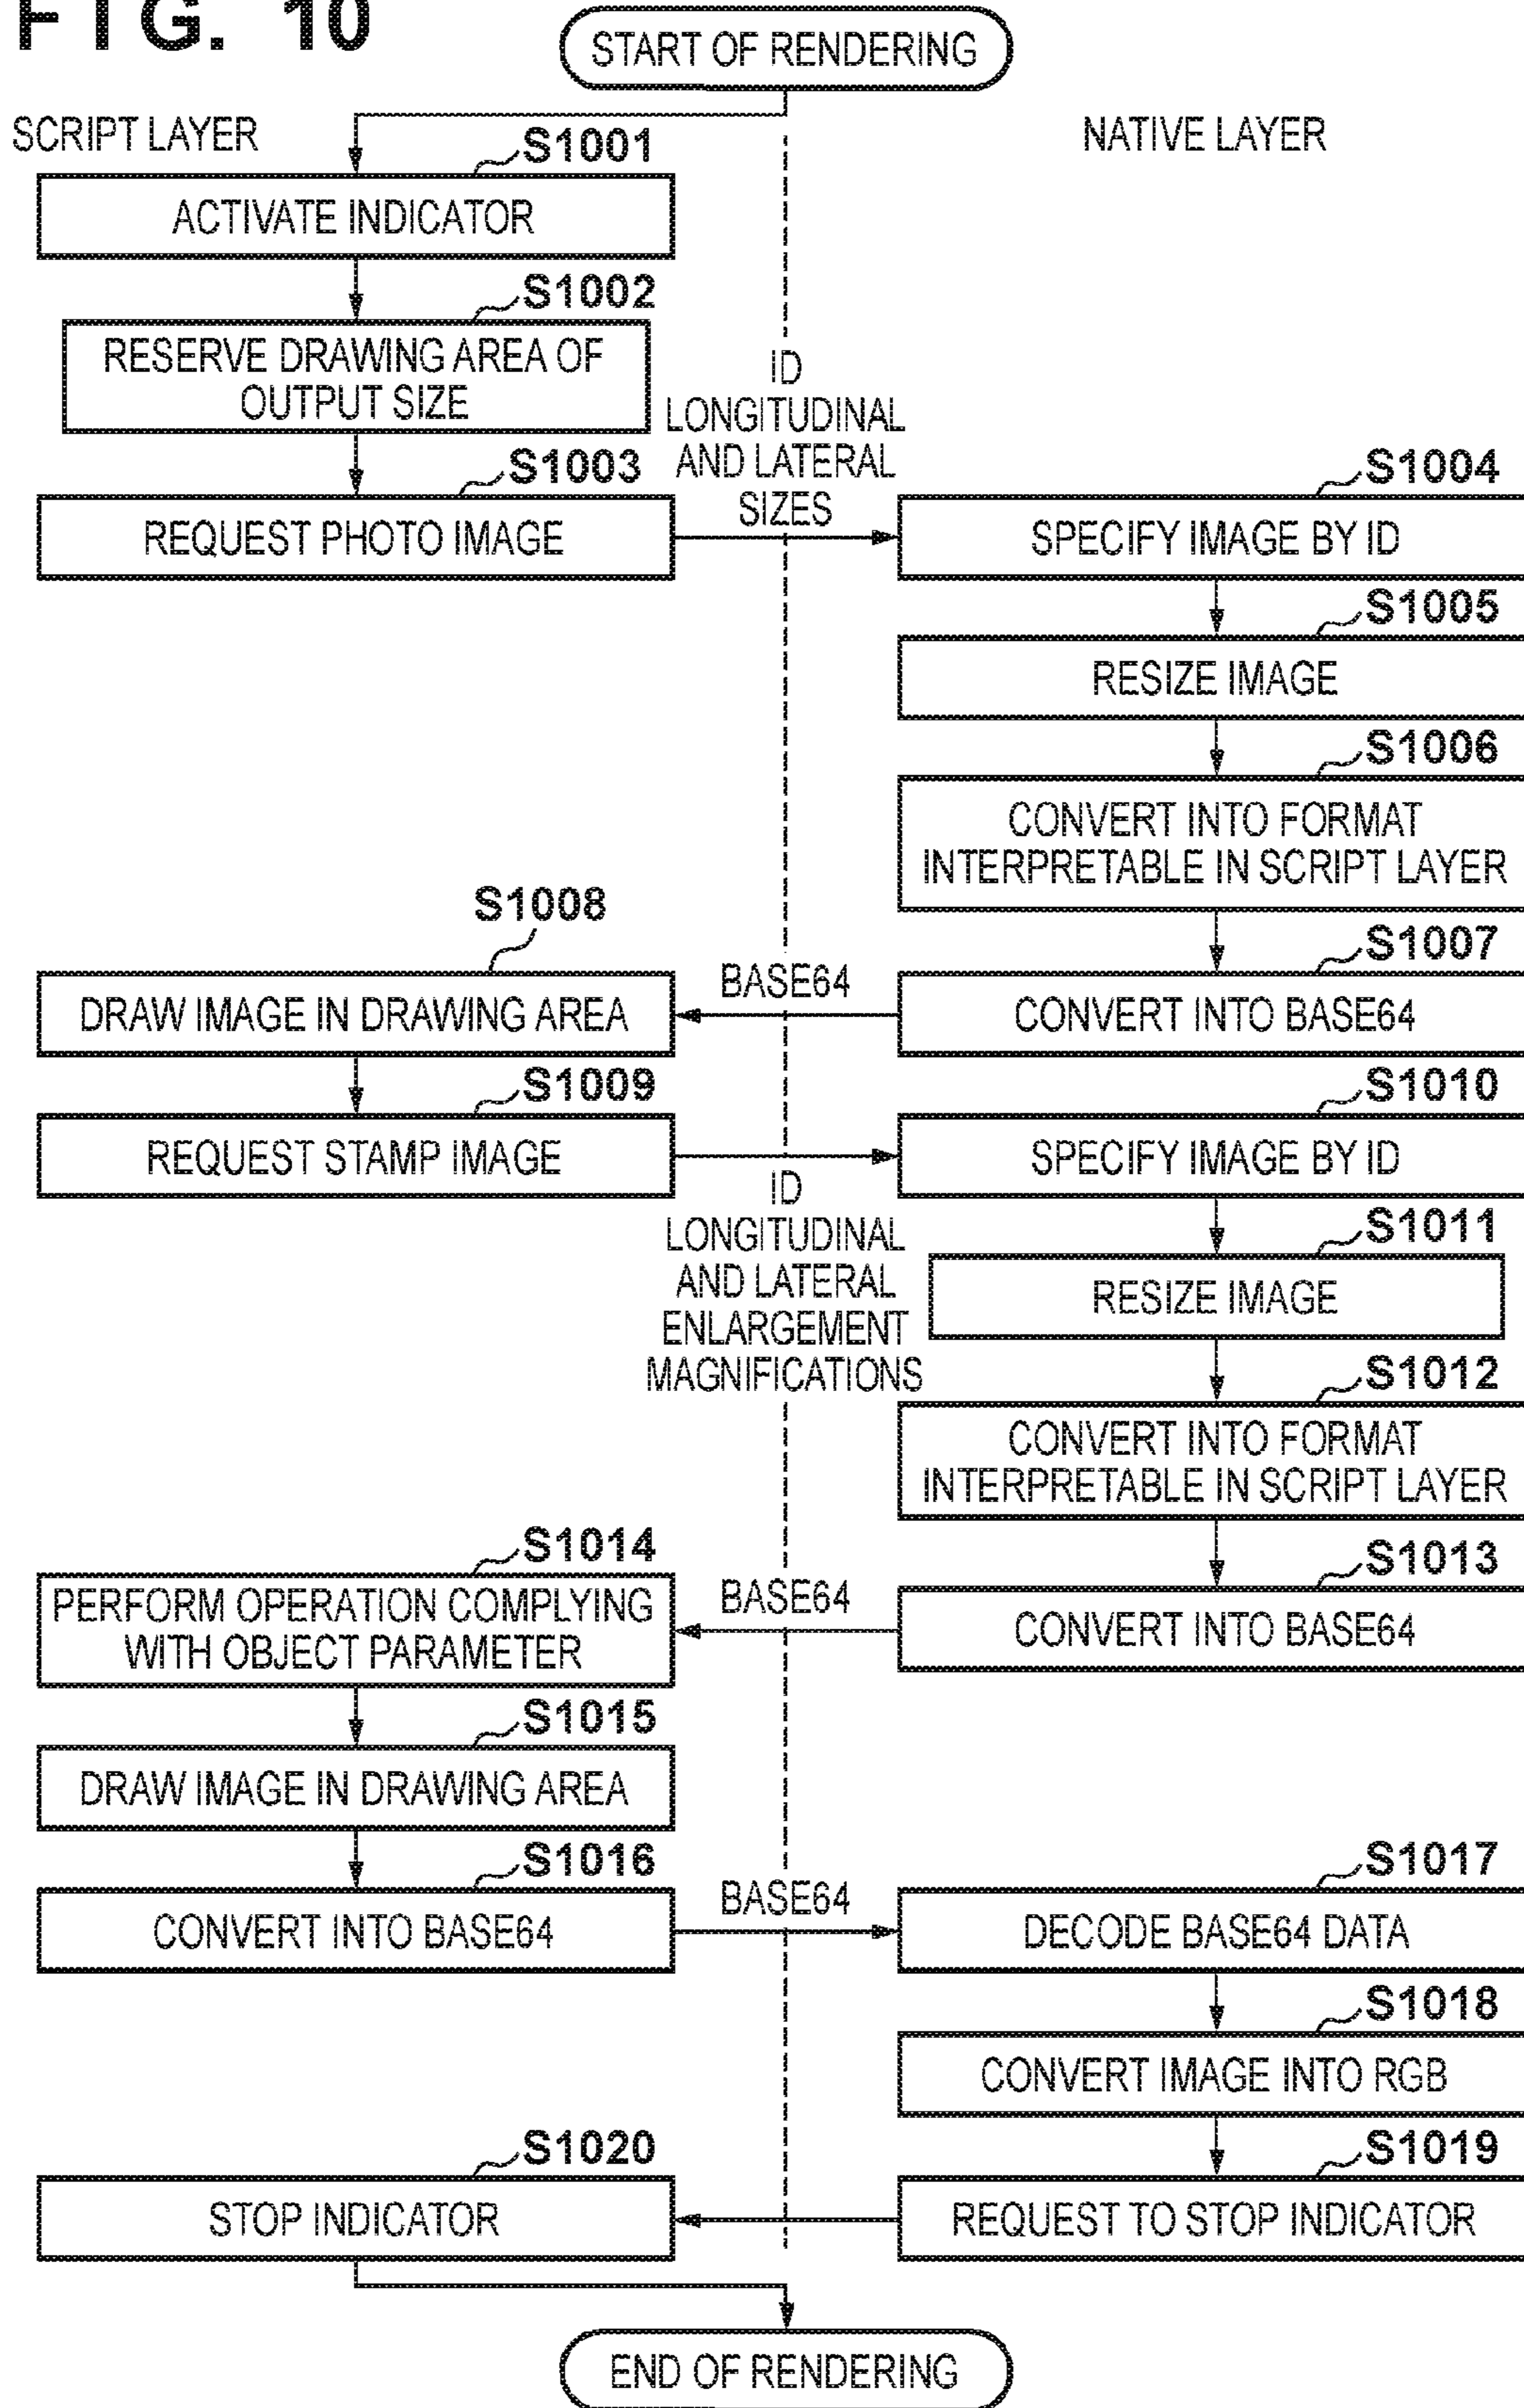 FIG. 10
START OF RENDERING
SCRIPT LAYER
NATIVE LAYER
S1001
ACTIVATE INDICATOR
S1002
RESERVE DRAWING AREA OF
OUTPUT SIZE
ID
LONGITUDINAL
AND LATERAL
SIZES
S1003
REQUEST PHOTO IMAGE
S1004
SPECIFY IMAGE BY ID
S1005
RESIZE IMAGE
S1006
CONVERT INTO FORMAT
INTERPRETABLE IN SCRIPT LAYER
S1007
CONVERT INTO BASE64
BASE64
S1008
DRAW IMAGE IN DRAWING AREA
S1009
REQUEST STAMP IMAGE
ID
LONGITUDINAL
AND LATERAL
ENLARGEMENT
MAGNIFICATIONS
S1010
SPECIFY IMAGE BY ID
S1011
RESIZE IMAGE
S1012
CONVERT INTO FORMAT
INTERPRETABLE IN SCRIPT LAYER
S1013
CONVERT INTO BASE64
BASE64
S1014
PERFORM OPERATION COMPLYING
WITH OBJECT PARAMETER
S1015
DRAW IMAGE IN DRAWING AREA
S1016
CONVERT INTO BASE64
BASE64
S1017
DECODE BASE64 DATA
S1018
CONVERT IMAGE INTO RGB
S1019
REQUEST TO STOP INDICATOR
S1020
STOP INDICATOR
END OF RENDERING